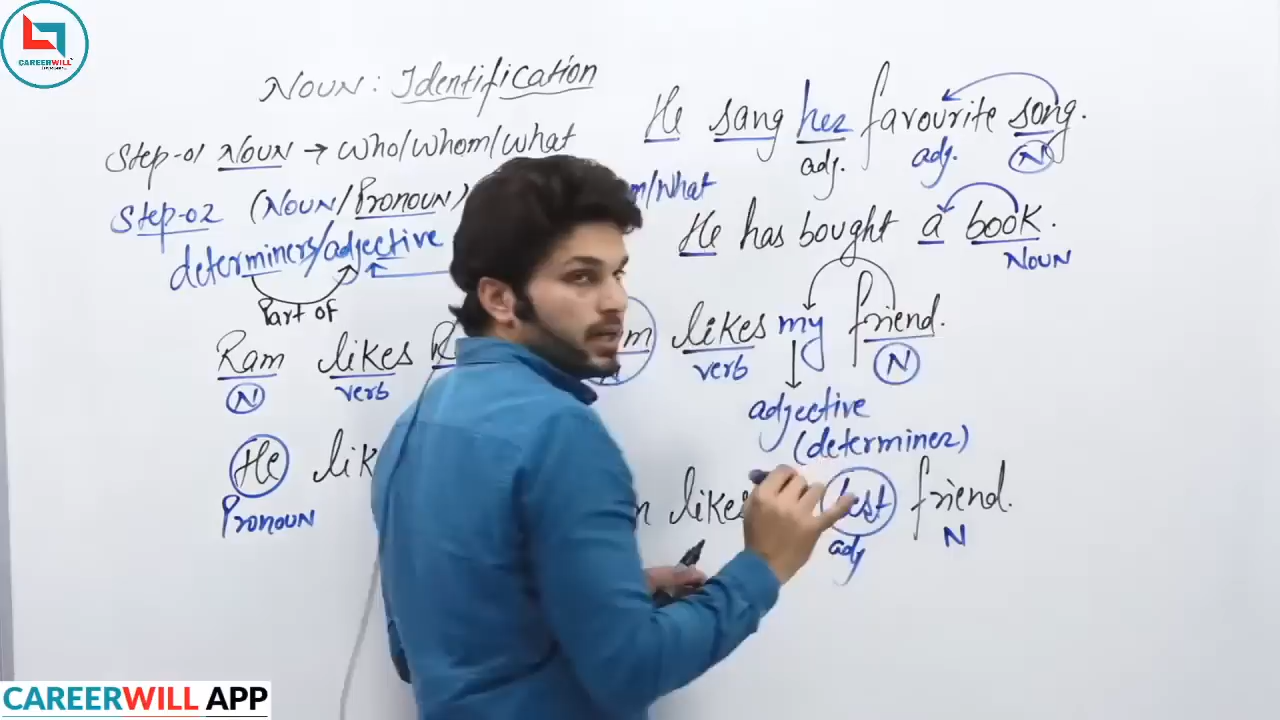 CAREERWILL
NOUN : Identification
Step-01 NOUN → who/whom/what
Step-02 (NOUN/Pronoun)
determiners/adjective
Part of
Ram likes
N verb
He
Pronoun
He sang her favourite song.
adj. adj. N
/What
He has bought a book.
NOUN
likes my friend.
verb N
adjective
(determiner)
likes best friend.
adj N
CAREERWILL APP